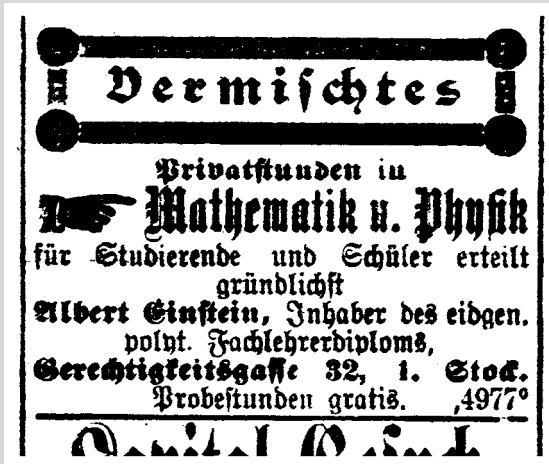 Vermischtes
Privatstunden in
Mathematik u. Physik
für Studierende und Schüler erteilt
gründlichst
Albert Einstein, Inhaber des eidgen.
polyt. Fachlehrerdiploms,
Gerechtigkeitsgasse 32, 1. Stock.
Probestunden gratis. ,4977°